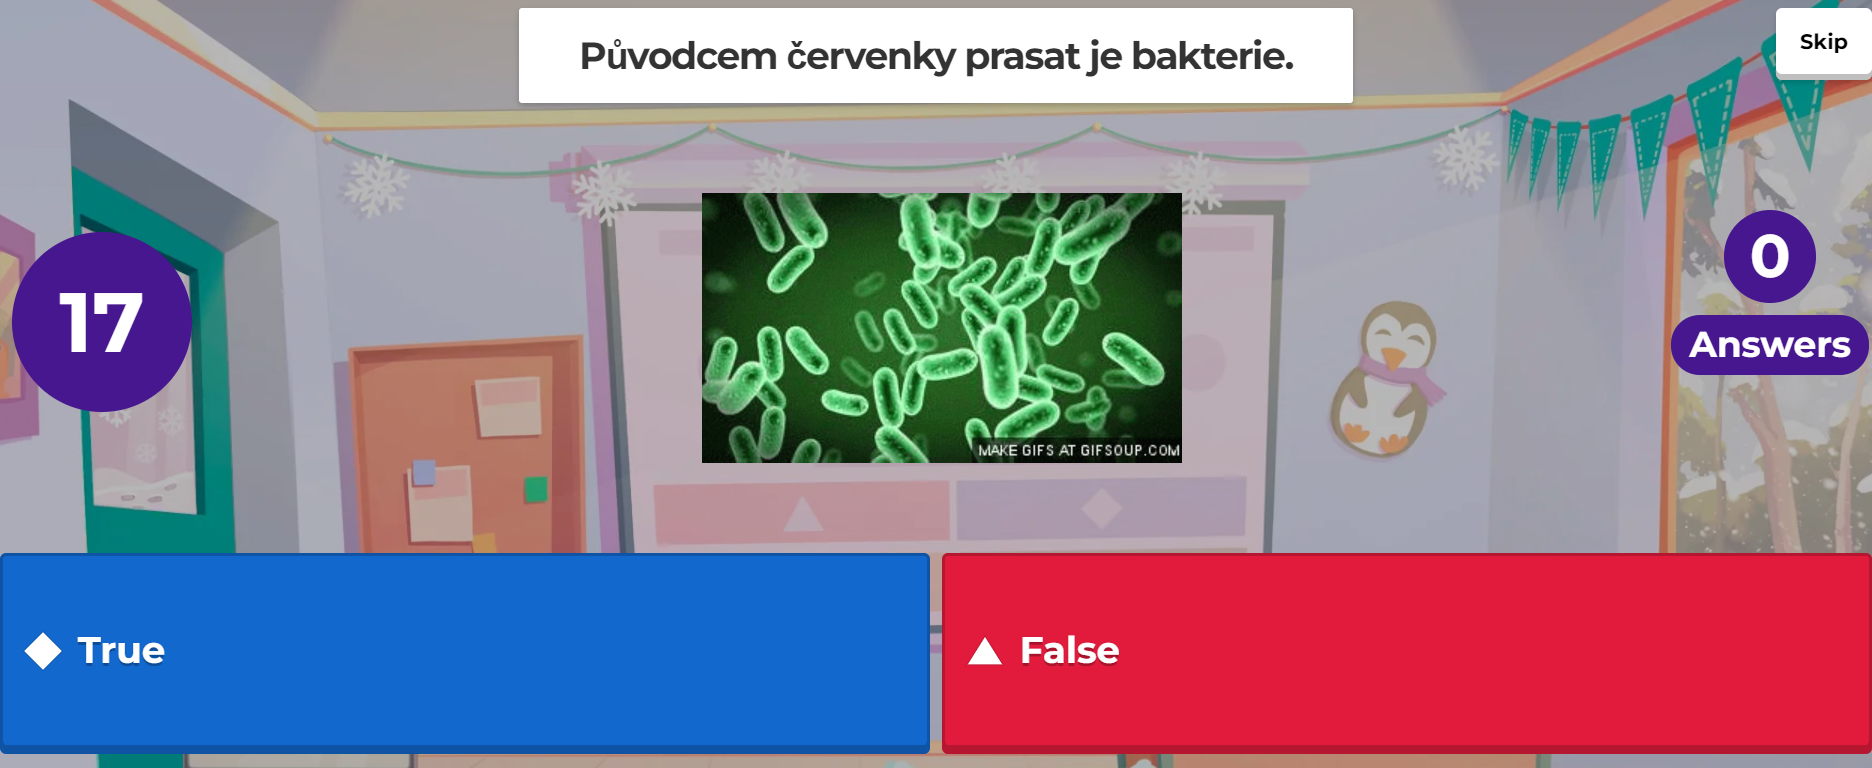 Původcem červenky prasat je bakterie.
Skip
17
0
Answers
MAKE GIFS AT GIFSOUP.COM
True
False